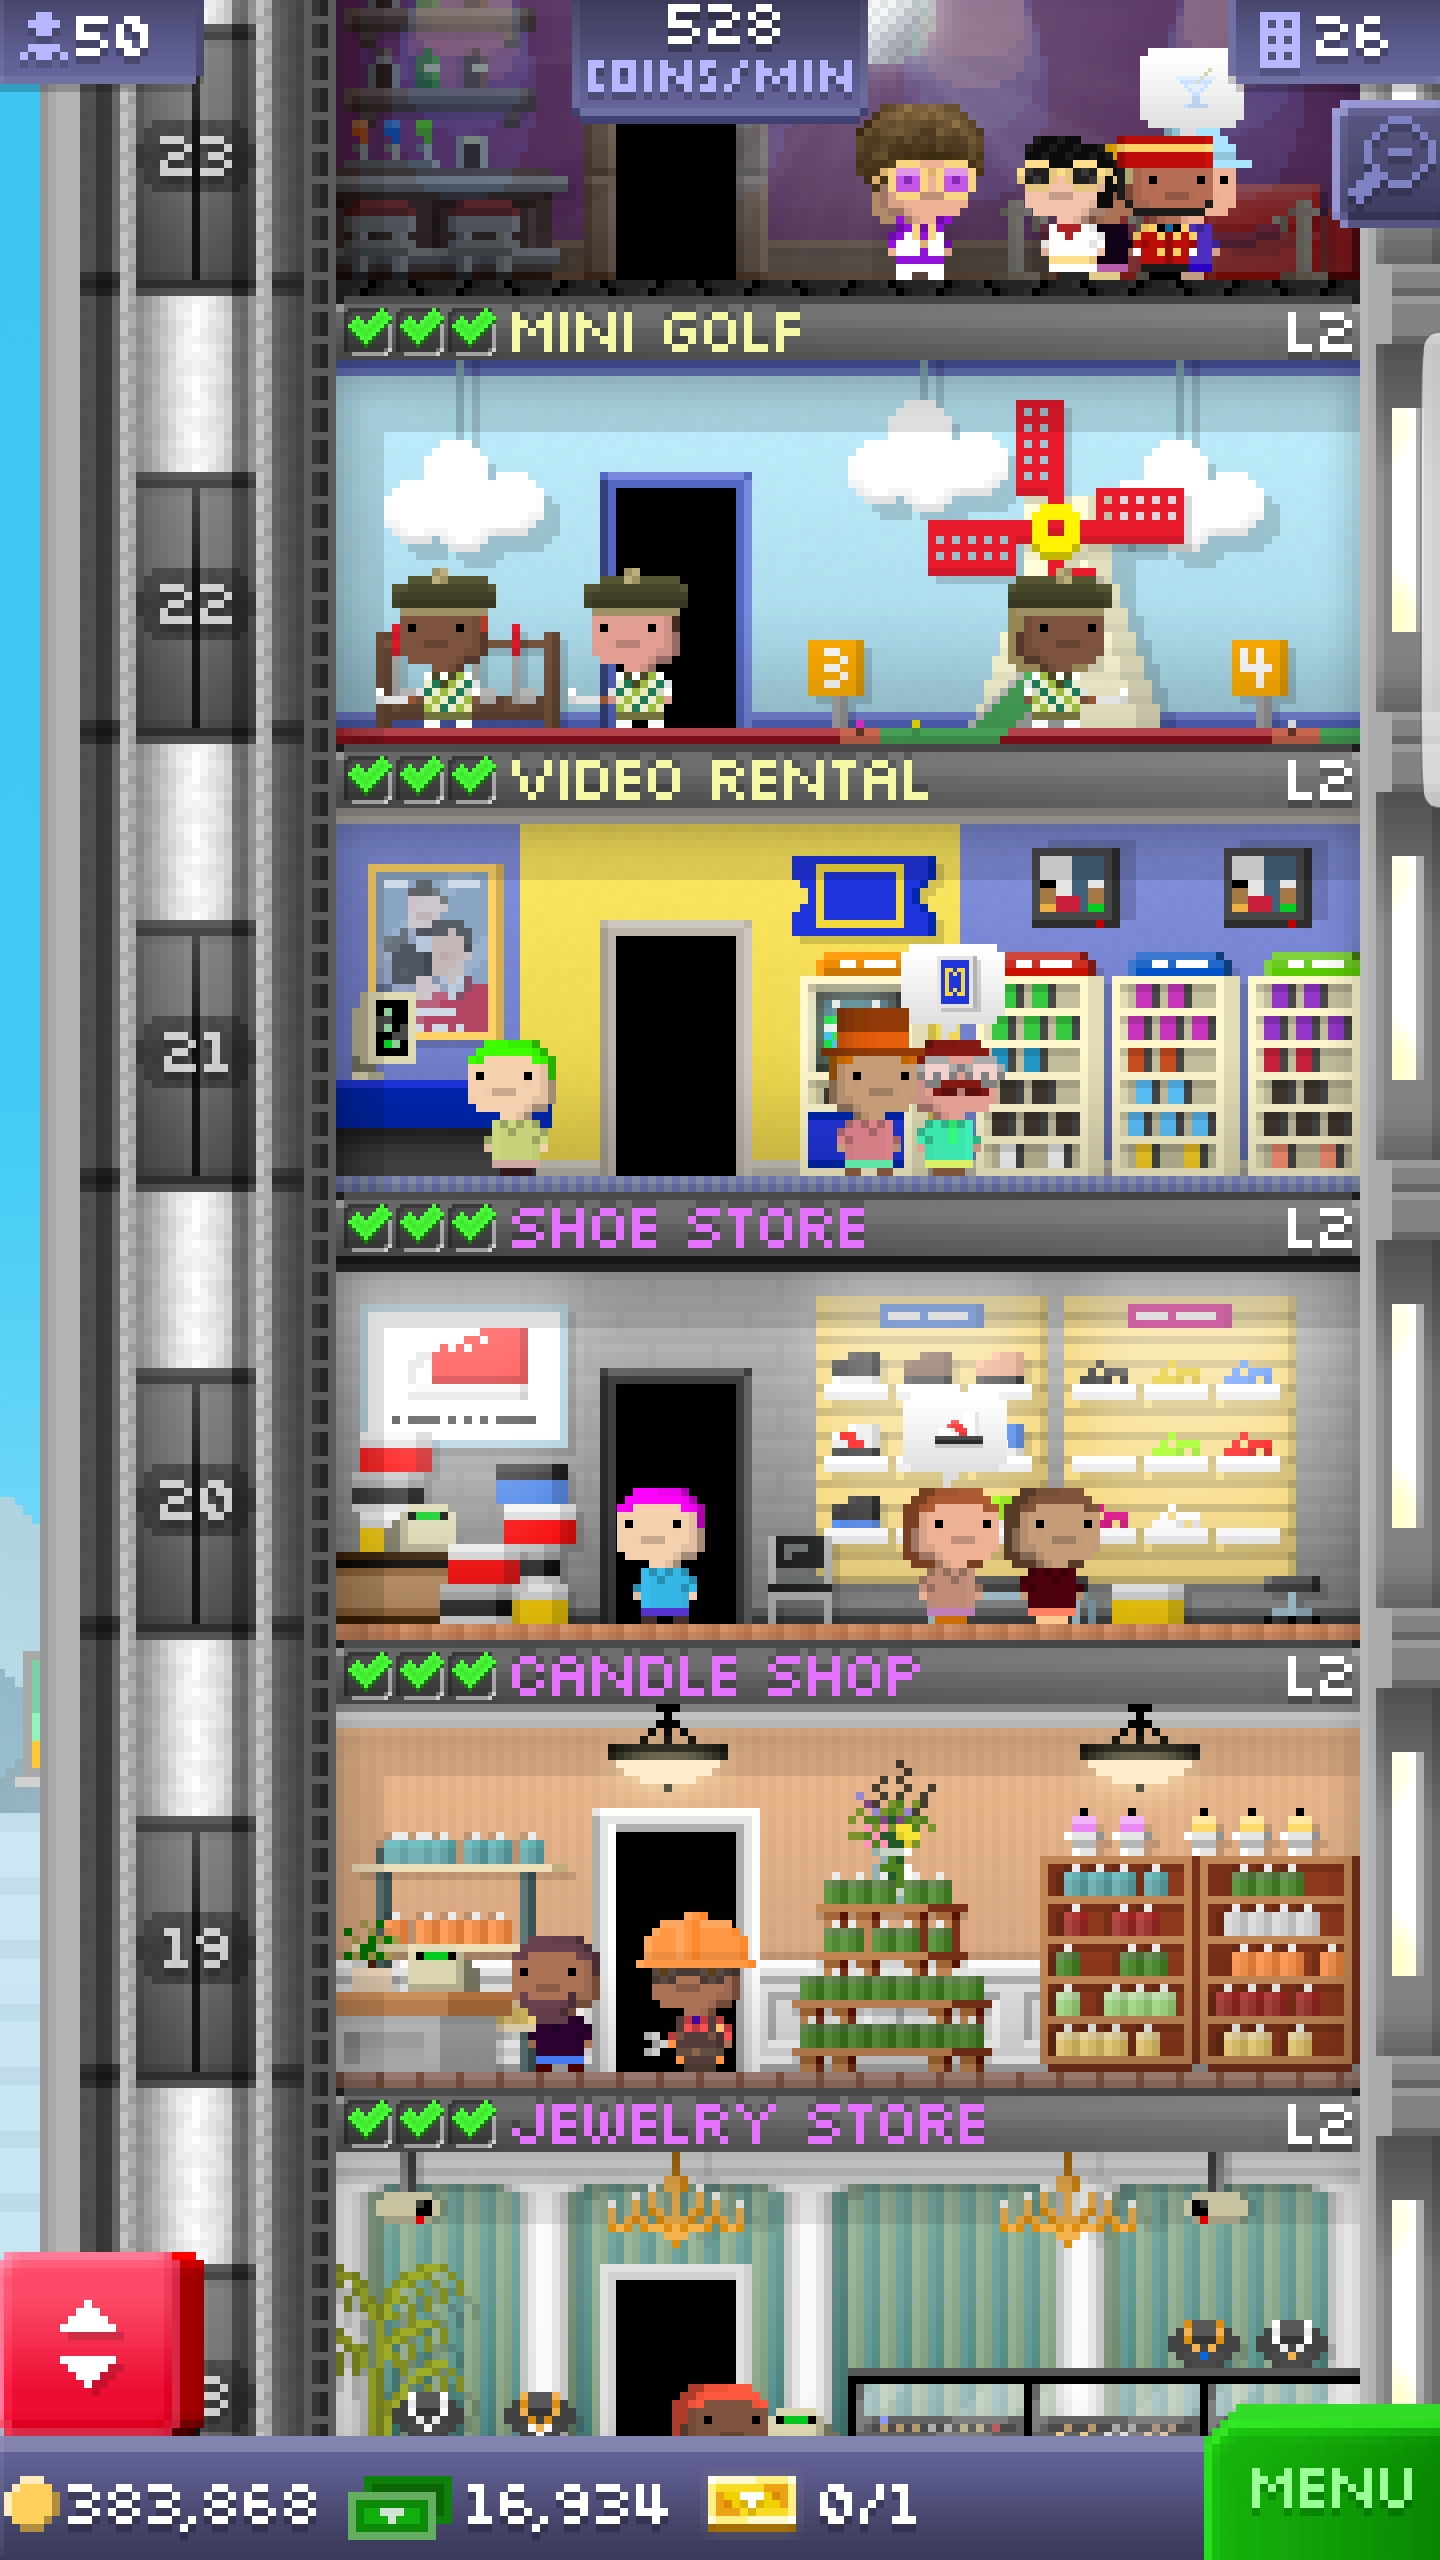 50
528
COINS/MIN
26
23
MINI GOLF L2
22
3
4
VIDEO RENTAL L2
21
SHOE STORE L2
20
CANDLE SHOP L2
19
JEWELRY STORE L2
383,868 16,934 0/1
MENU